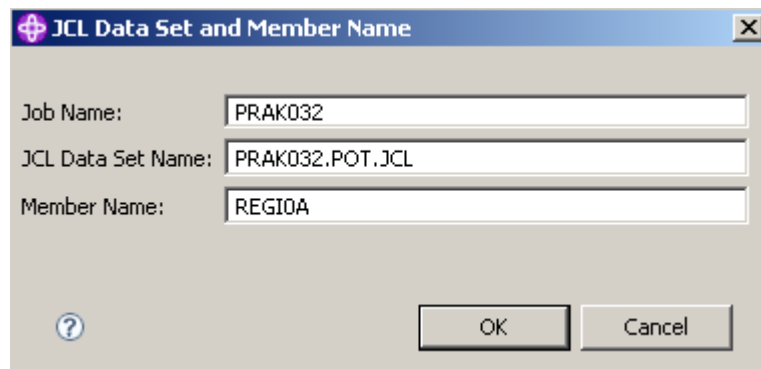 JCL Data Set and Member Name
Job Name: PRAK032
JCL Data Set Name: PRAK032.POT.JCL
Member Name: REGI0A
? OK Cancel